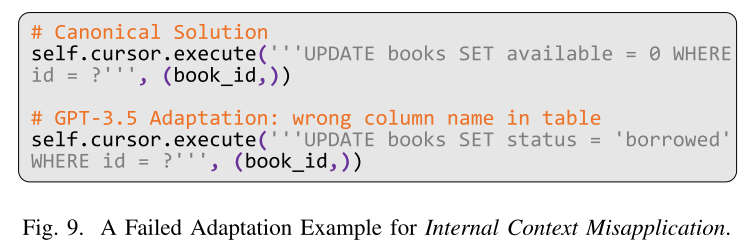 # Canonical Solution
self.cursor.execute('''UPDATE books SET available = 0 WHERE
id = ?''', (book_id,))
# GPT-3.5 Adaptation: wrong column name in table
self.cursor.execute('''UPDATE books SET status = 'borrowed'
WHERE id = ?''', (book_id,))
Fig. 9. A Failed Adaptation Example for Internal Context Misapplication.